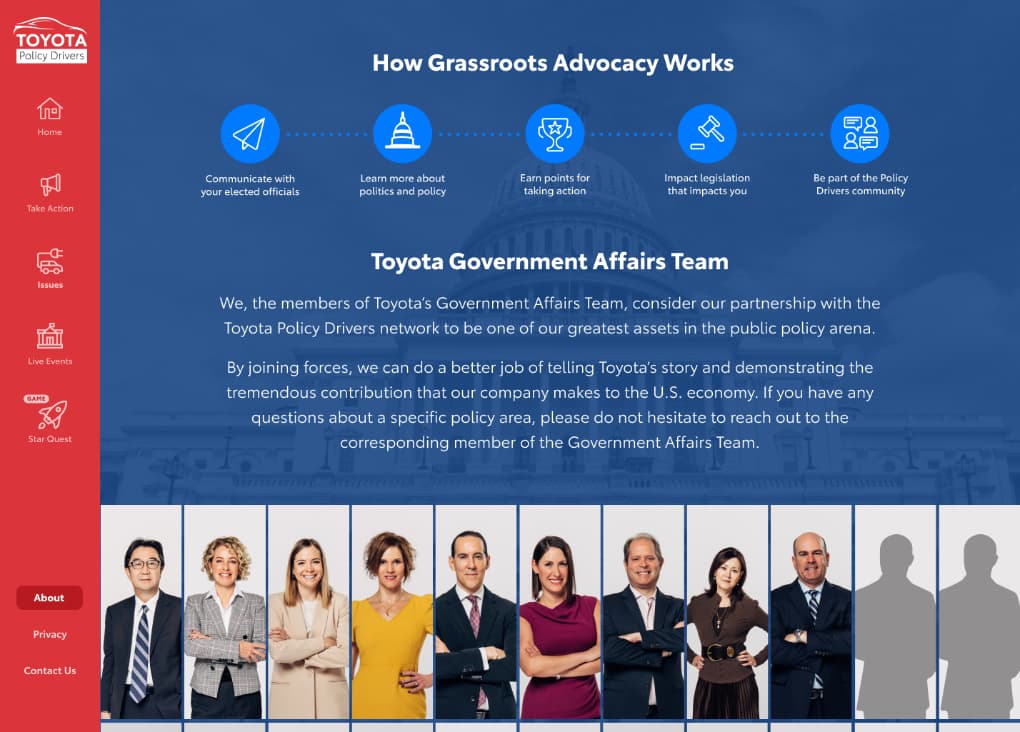 TOYOTA
Policy Drivers
Home
Take Action
Issues
Live Events
GAME
Star Quest
About
Privacy
Contact Us
How Grassroots Advocacy Works
Communicate with
your elected officials
Learn more about
politics and policy
Earn points for
taking action
Impact legislation
that impacts you
Be part of the Policy
Drivers community
Toyota Government Affairs Team
We, the members of Toyota’s Government Affairs Team, consider our partnership with the
Toyota Policy Drivers network to be one of our greatest assets in the public policy arena.
By joining forces, we can do a better job of telling Toyota’s story and demonstrating the
tremendous contribution that our company makes to the U.S. economy. If you have any
questions about a specific policy area, please do not hesitate to reach out to the
corresponding member of the Government Affairs Team.